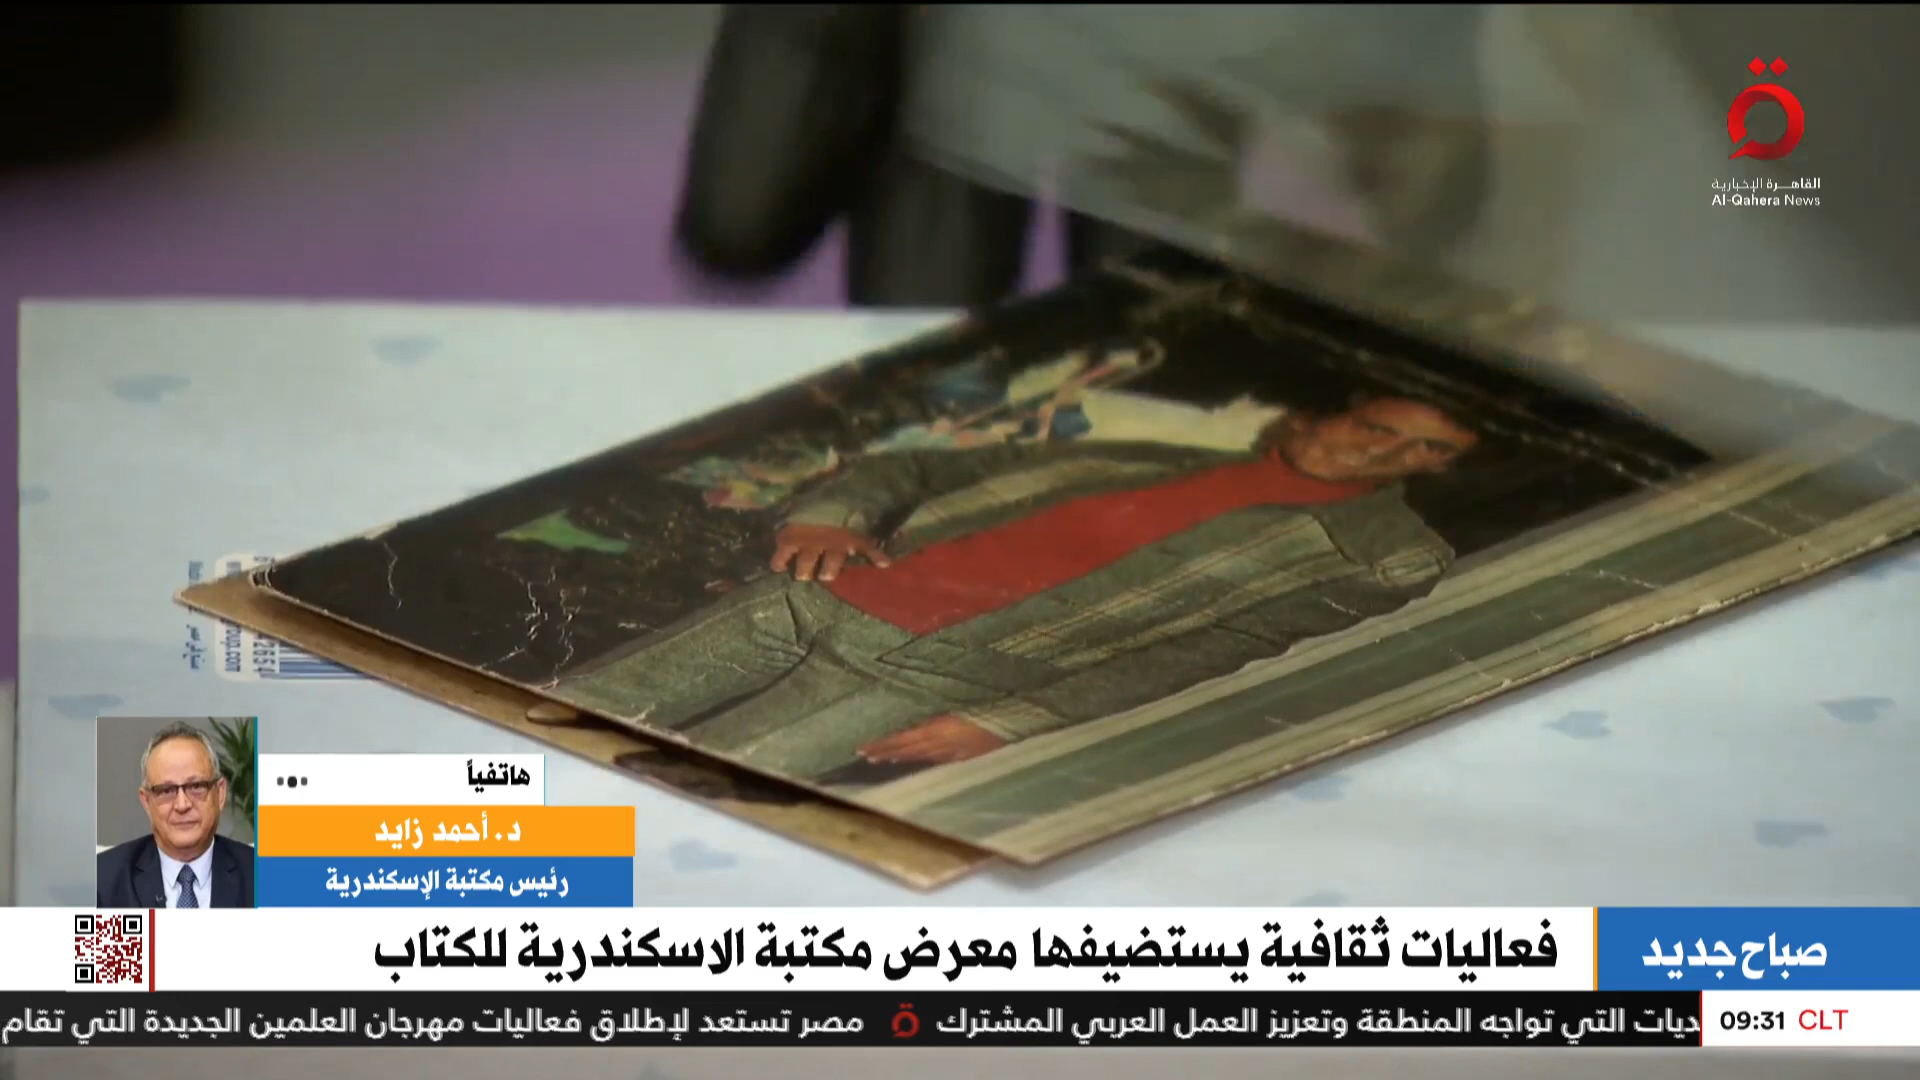 القاهرة الإخبارية
Al-Qahera News
هاتفياً
د. أحمد زايد
رئيس مكتبة الإسكندرية
صباح جديد
فعاليات ثقافية يستضيفها معرض مكتبة الاسكندرية للكتاب
09:31 CLT
ديات التي تواجه المنطقة وتعزيز العمل العربي المشترك
مصر تستعد لإطلاق فعاليات مهرجان العلمين الجديدة التي تقام